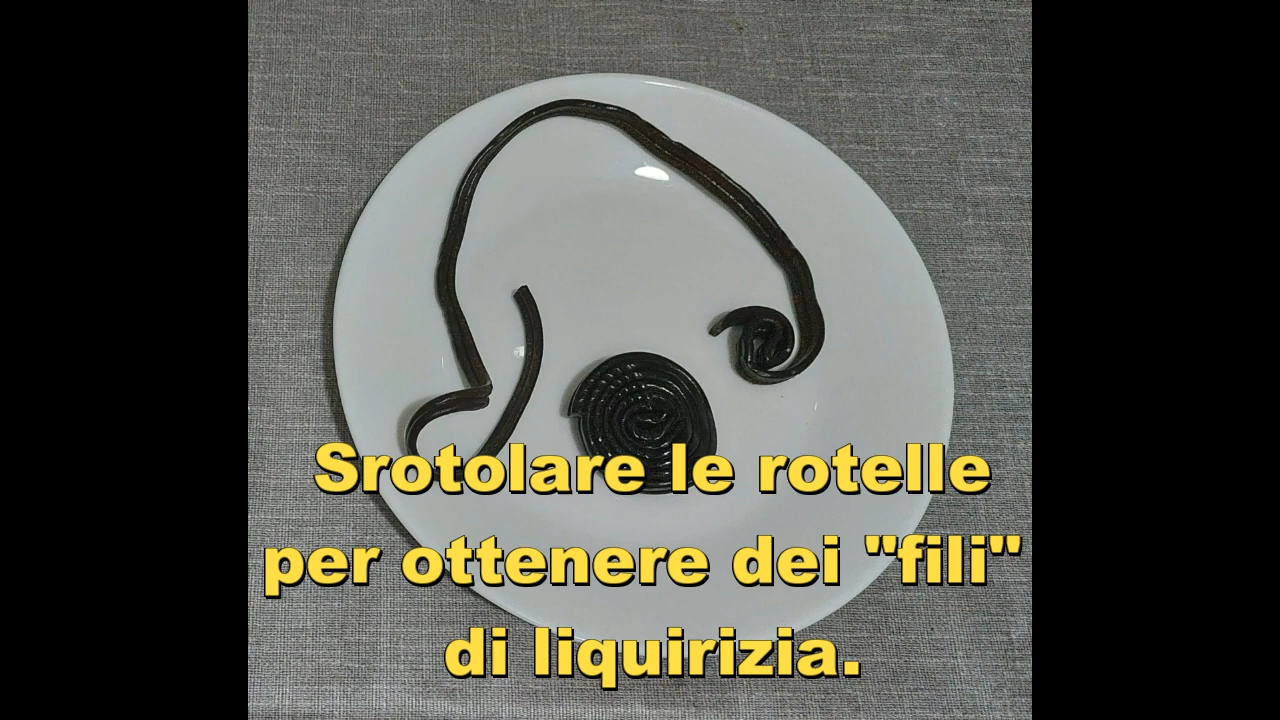 Srotolare le rotelle
per ottenere dei "fili"
di liquirizia.